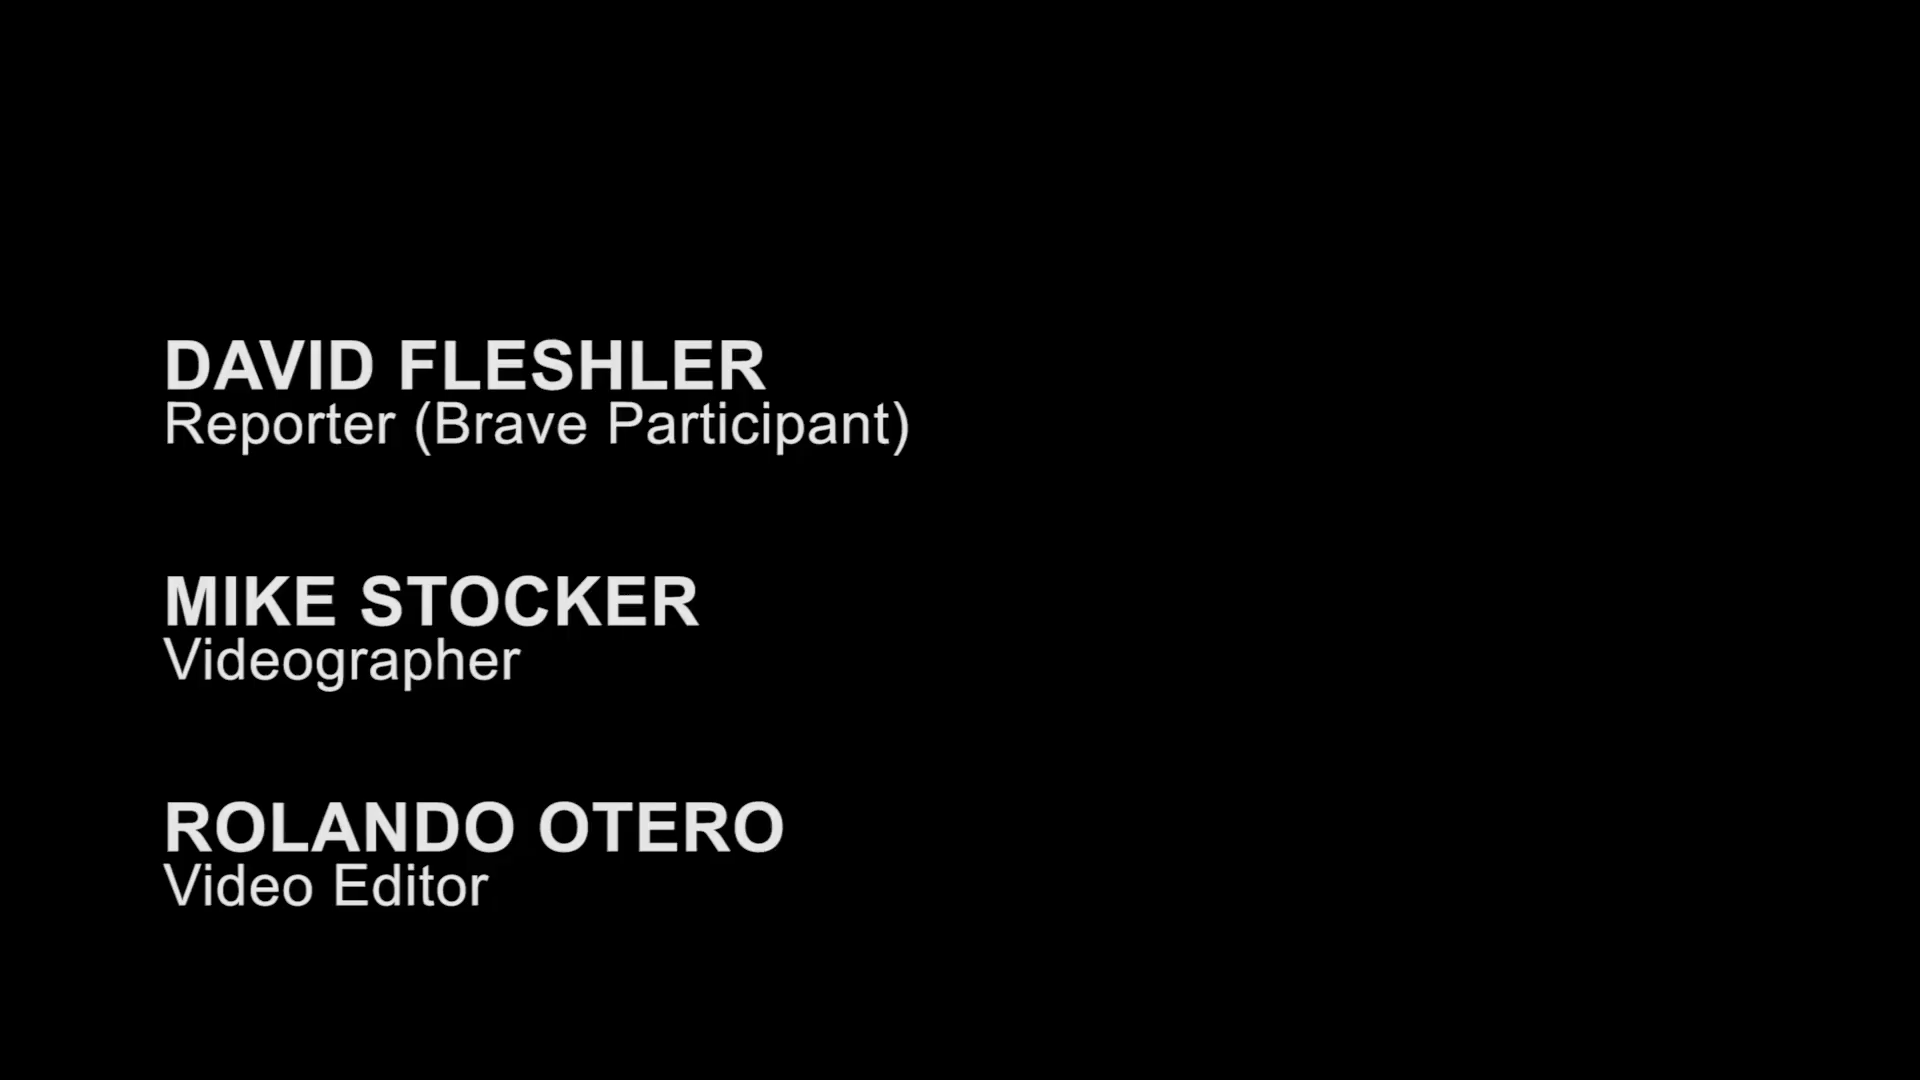 DAVID FLESHLER
Reporter (Brave Participant)
MIKE STOCKER
Videographer
ROLANDO OTERO
Video Editor